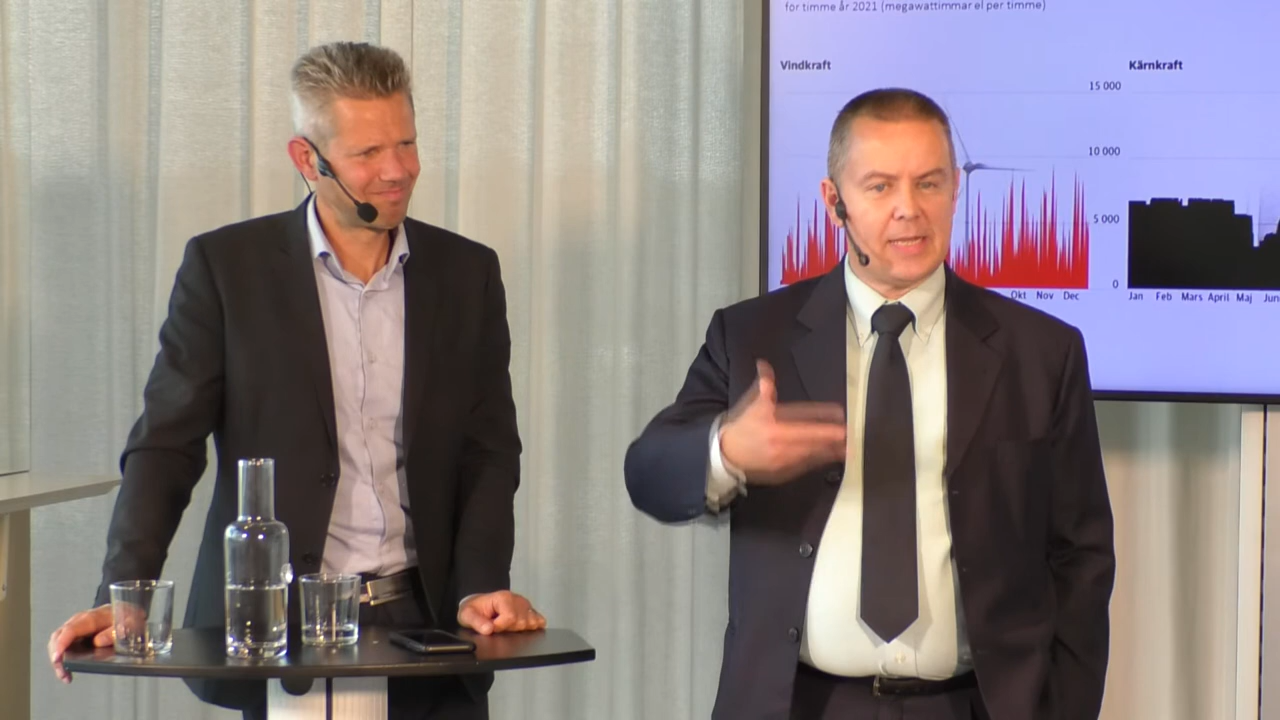 för timme år 2021 (megawattimmar el per timme)
Vindkraft
Kärnkraft
15 000
10 000
5 000
0
Okt Nov Dec
Jan Feb Mars April Maj